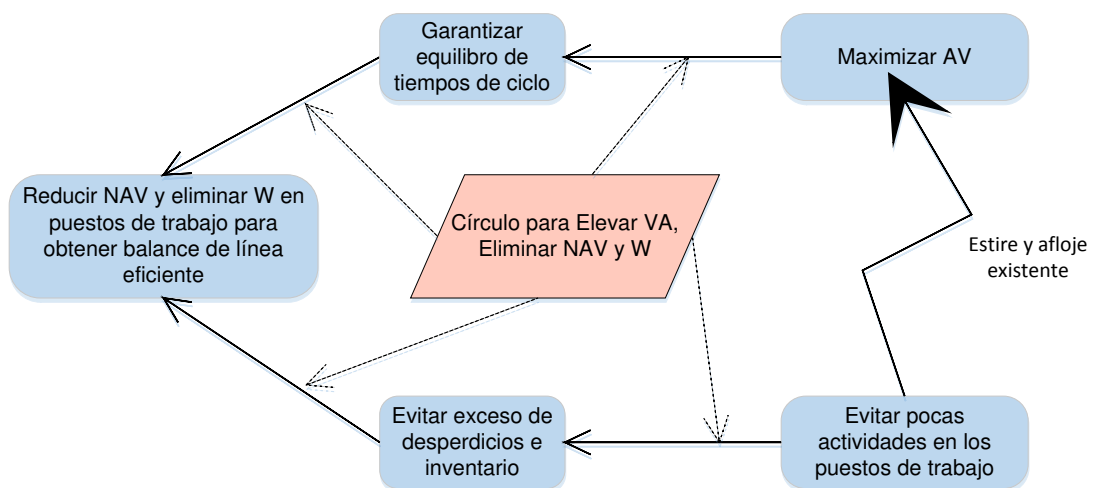 Garantizar
equilibro de
tiempos de ciclo
Maximizar AV
Reducir NAV y eliminar W en
puestos de trabajo para
obtener balance de línea
eficiente
Círculo para Elevar VA,
Eliminar NAV y W
Estire y afloje
existente
Evitar exceso de
desperdicios e
inventario
Evitar pocas
actividades en los
puestos de trabajo